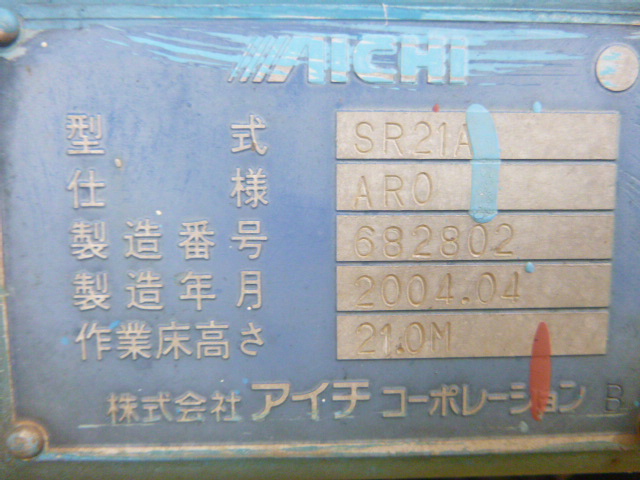 AICHI
型式 SR21A
仕様 ARO
製造番号 682802
製造年月 2004.04
作業床高さ 21.0M
株式会社 アイチ コーポレーション B